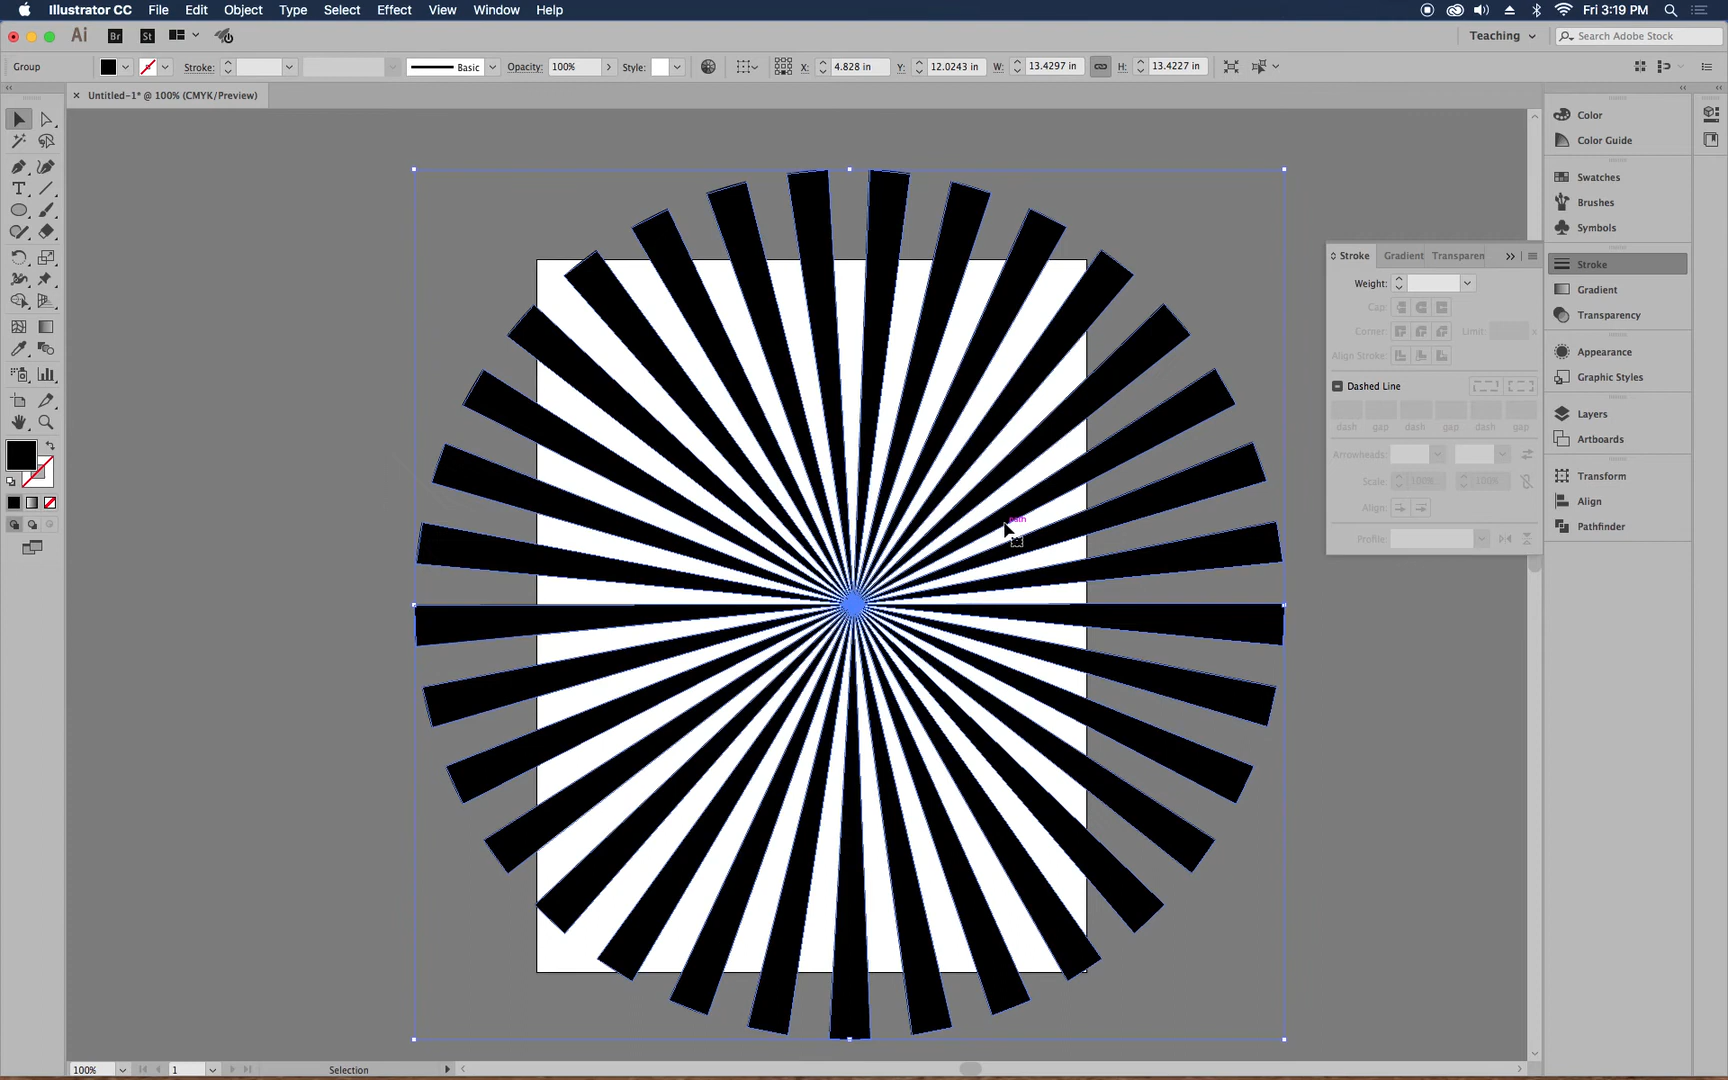 Illustrator CC File Edit Object Type Select Effect View Window Help Fri 3:19 PM
Ai Br St Teaching Search Adobe Stock
Group Stroke: Basic Opacity: 100% Style: X: 4.828 in Y: 12.0243 in W: 13.4297 in H: 13.4227 in
Untitled-1* @ 100% (CMYK/Preview)
Color
Color Guide
Swatches
Brushes
Symbols
Stroke
Gradient
Transparency
Appearance
Graphic Styles
Layers
Artboards
Transform
Align
Pathfinder
Stroke Gradient Transparen
Weight:
Cap:
Corner: Limit: x
Align Stroke:
Dashed Line
dash gap dash gap dash gap
Arrowheads:
Scale: 100% 100%
Align:
Profile:
path
100% 1 Selection